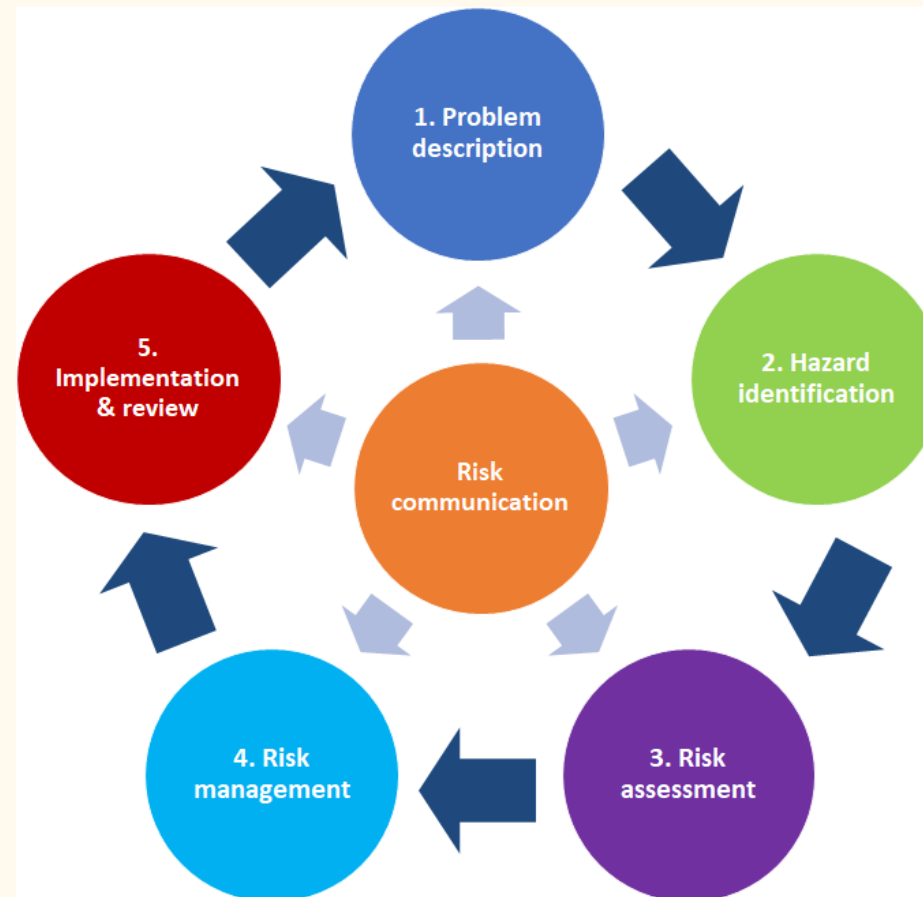 1. Problem
description
2. Hazard
identification
3. Risk
assessment
4. Risk
management
5.
Implementation
& review
Risk
communication